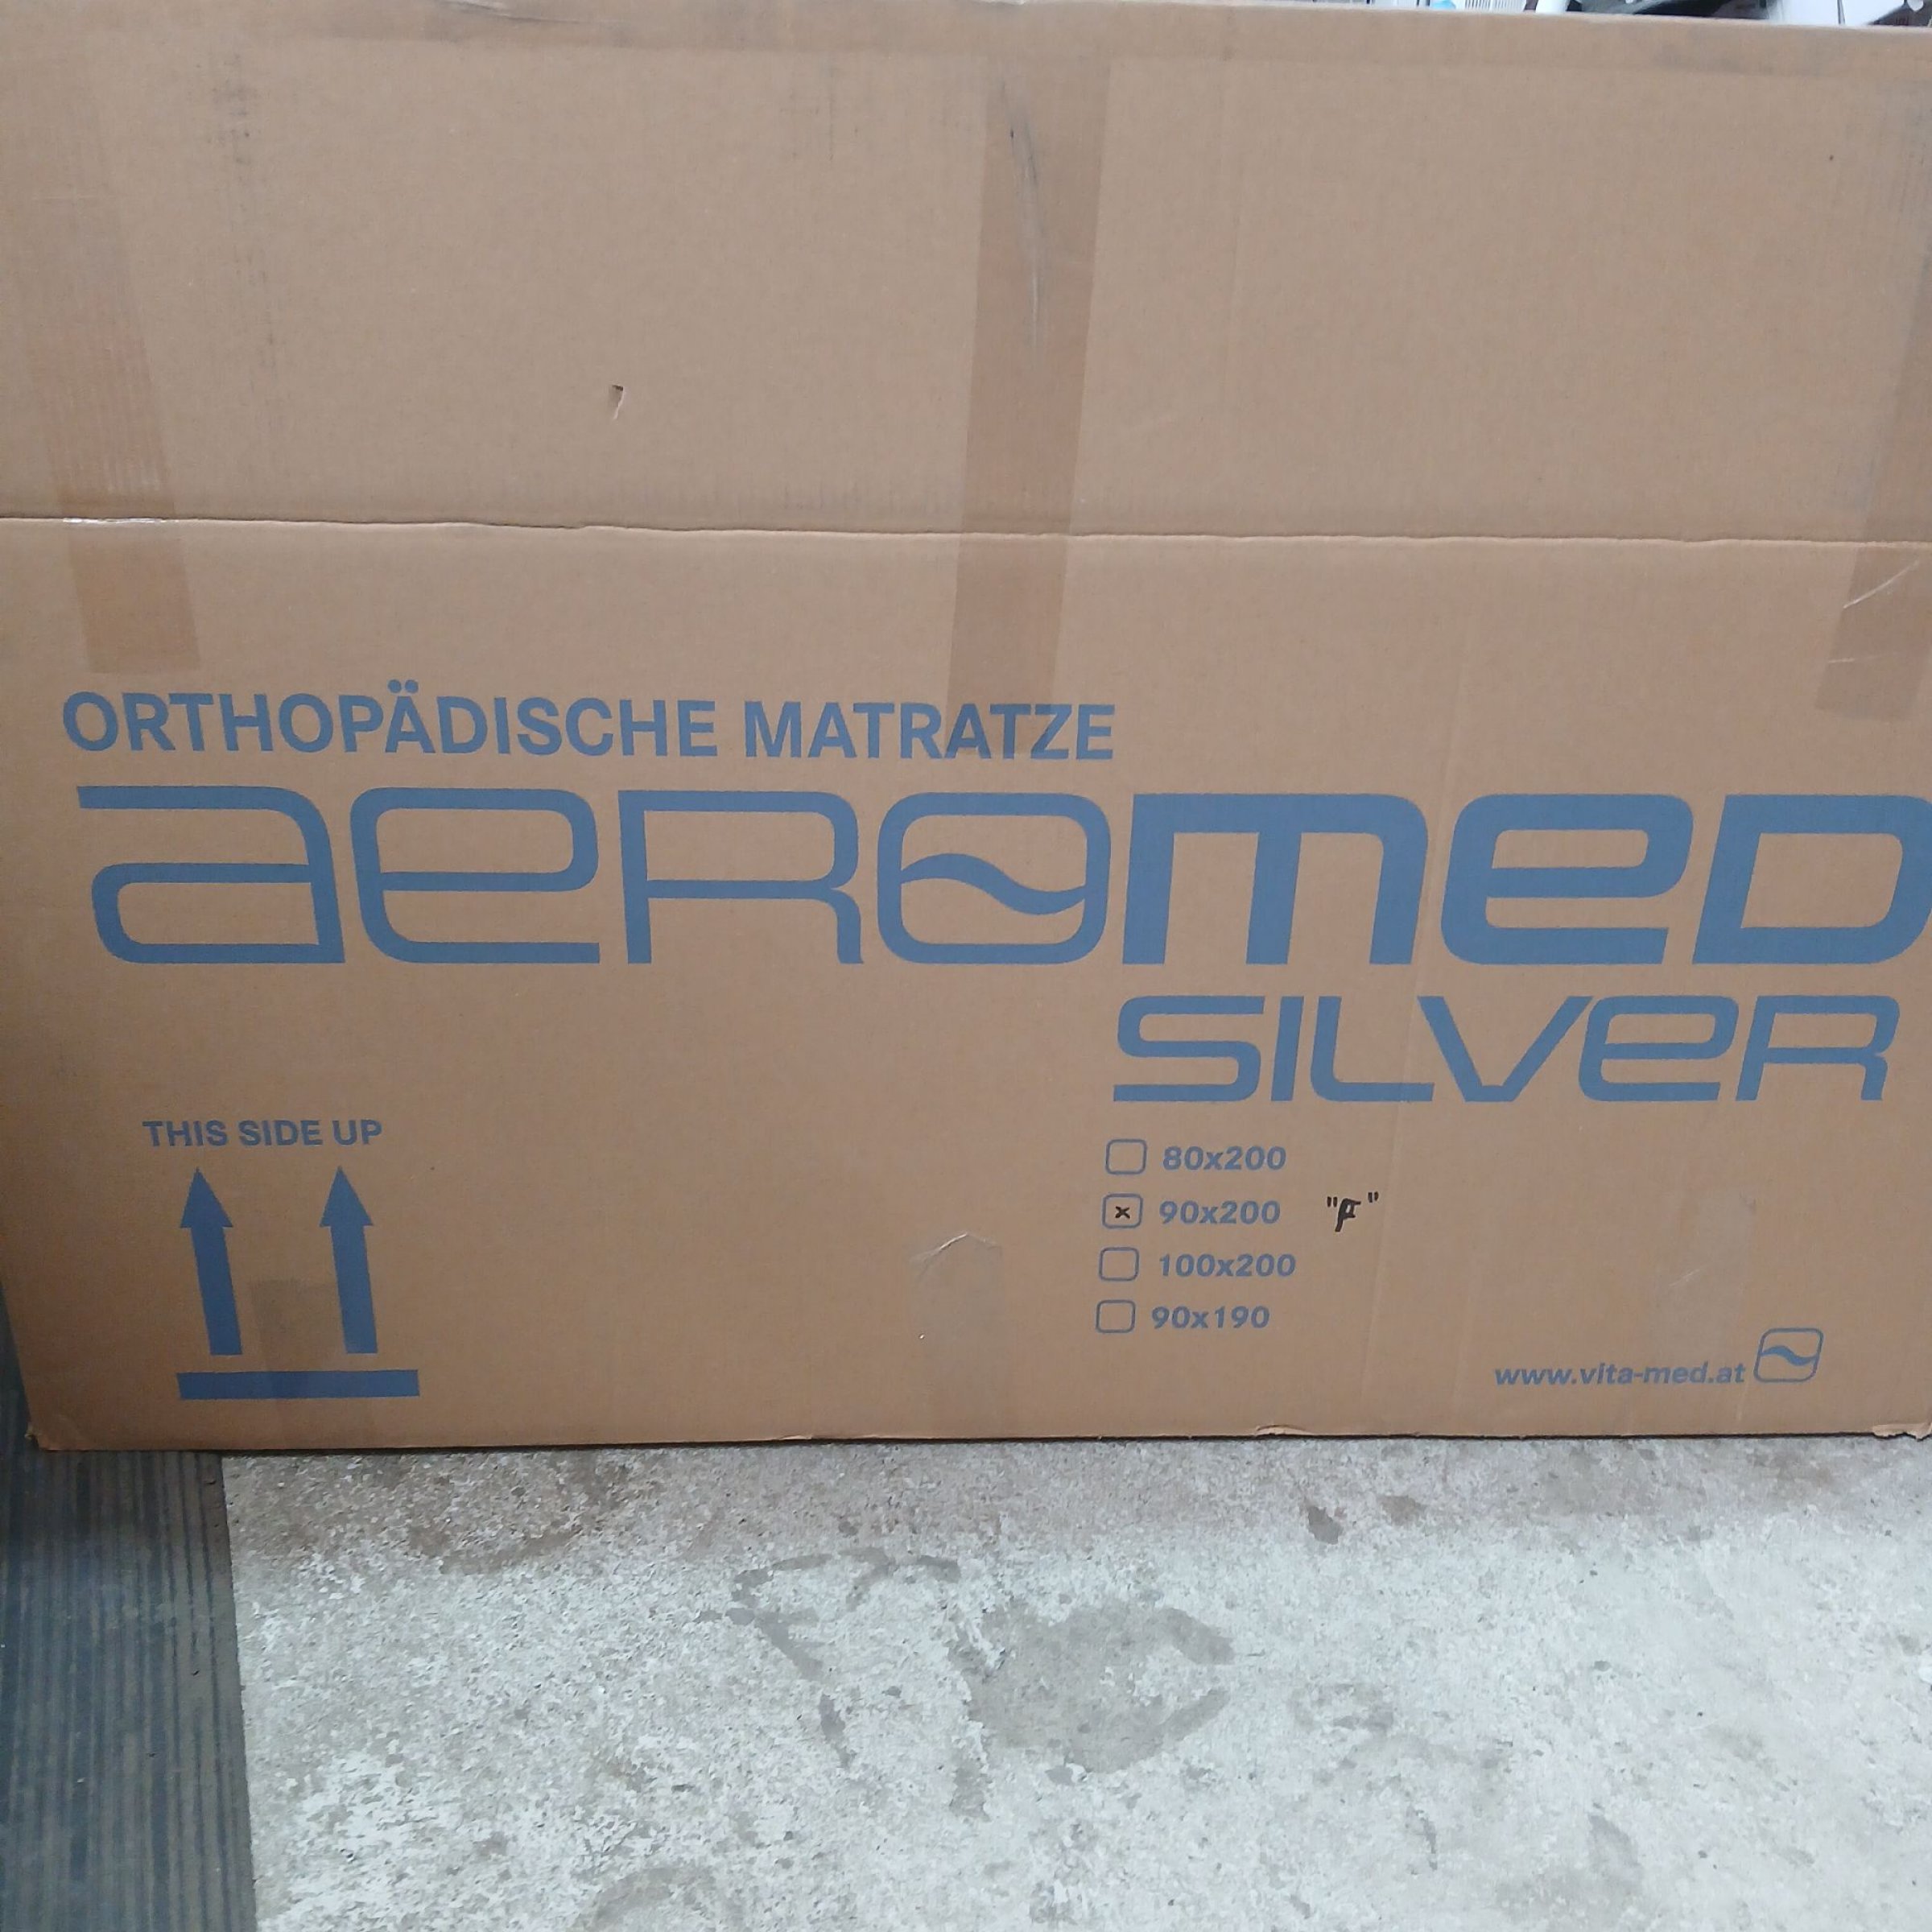 ORTHOPÄDISCHE MATRATZE
aeROmeD
SILVeR
THIS SIDE UP
80x200
x 90x200 "F"
100x200
90x190
www.vita-med.at